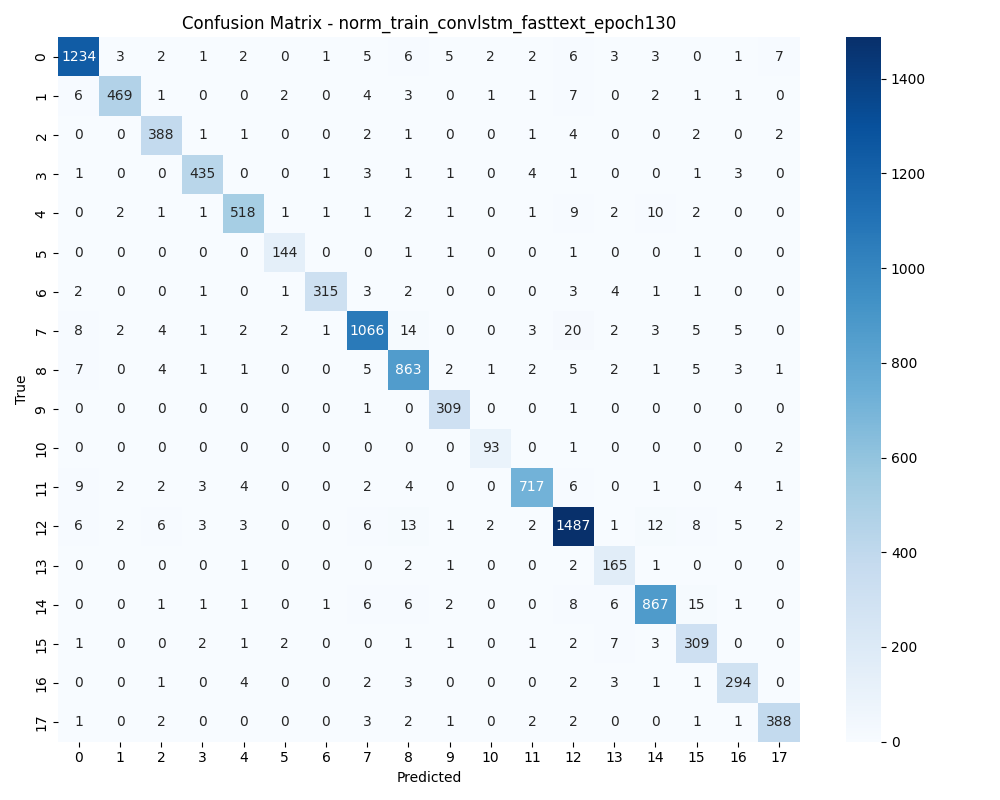 Confusion Matrix - norm_train_convlstm_fasttext_epoch130
0 1234 3 2 1 2 0 1 5 6 5 2 2 6 3 3 0 1 7
1 6 469 1 0 0 2 0 4 3 0 1 1 7 0 2 1 1 0
2 0 0 388 1 1 0 0 2 1 0 0 1 4 0 0 2 0 2
3 1 0 0 435 0 0 1 3 1 1 0 4 1 0 0 1 3 0
4 0 2 1 1 518 1 1 1 2 1 0 1 9 2 10 2 0 0
5 0 0 0 0 0 144 0 0 1 1 0 0 1 0 0 1 0 0
6 2 0 0 1 0 1 315 3 2 0 0 0 3 4 1 1 0 0
7 8 2 4 1 2 2 1 1066 14 0 0 3 20 2 3 5 5 0
8 7 0 4 1 1 0 0 5 863 2 1 2 5 2 1 5 3 1
9 0 0 0 0 0 0 0 1 0 309 0 0 1 0 0 0 0 0
10 0 0 0 0 0 0 0 0 0 0 93 0 1 0 0 0 0 2
11 9 2 2 3 4 0 0 2 4 0 0 717 6 0 1 0 4 1
12 6 2 6 3 3 0 0 6 13 1 2 2 1487 1 12 8 5 2
13 0 0 0 0 1 0 0 0 2 1 0 0 2 165 1 0 0 0
14 0 0 1 1 1 0 1 6 6 2 0 0 8 6 867 15 1 0
15 1 0 0 2 1 2 0 0 1 1 0 1 2 7 3 309 0 0
16 0 0 1 0 4 0 0 2 3 0 0 0 2 3 1 1 294 0
17 1 0 2 0 0 0 0 3 2 1 0 2 2 0 0 1 1 388
0 1 2 3 4 5 6 7 8 9 10 11 12 13 14 15 16 17
Predicted
True
1400
1200
1000
800
600
400
200
0